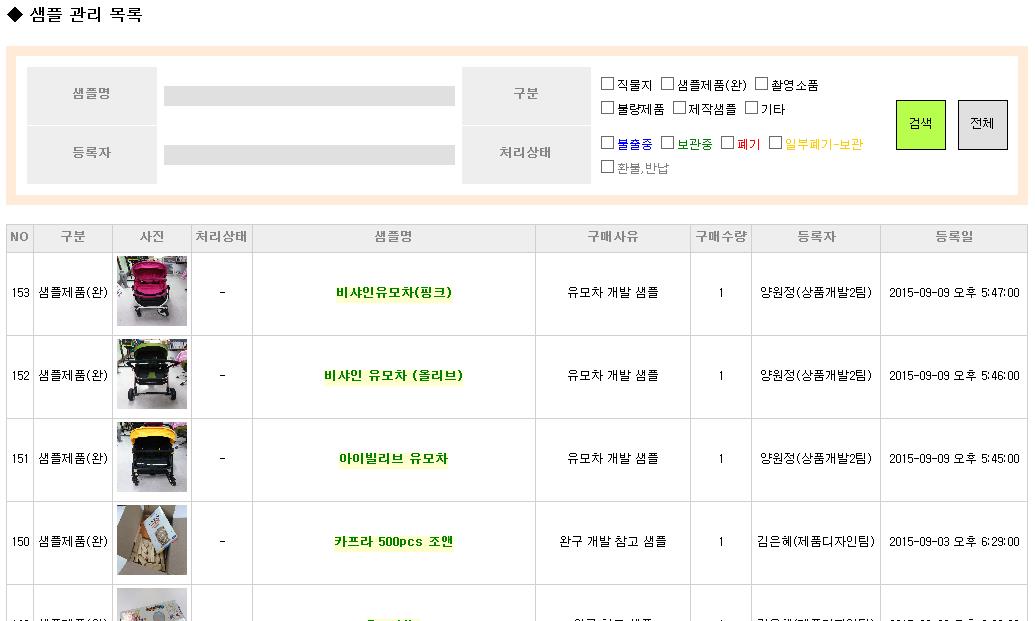 ◆ 샘플 관리 목록
샘플명 구분 직물지 샘플제품(완) 촬영소품
불량제품 제작샘플 기타
검색 전체
등록자 처리상태 불출중 보관중 폐기 일부폐기-보관
환불,반납
NO 구분 사진 처리상태 샘플명 구매사유 구매수량 등록자 등록일
153 샘플제품(완) - 비샤인유모차(핑크) 유모차 개발 샘플 1 양원정(상품개발2팀) 2015-09-09 오후 5:47:00
152 샘플제품(완) - 비샤인 유모차 (올리브) 유모차 개발 샘플 1 양원정(상품개발2팀) 2015-09-09 오후 5:46:00
151 샘플제품(완) - 아이빌리브 유모차 유모차 개발 샘플 1 양원정(상품개발2팀) 2015-09-09 오후 5:45:00
150 샘플제품(완) - 카프라 500pcs 조앤 완구 개발 참고 샘플 1 김은혜(제품디자인팀) 2015-09-03 오후 6:29:00